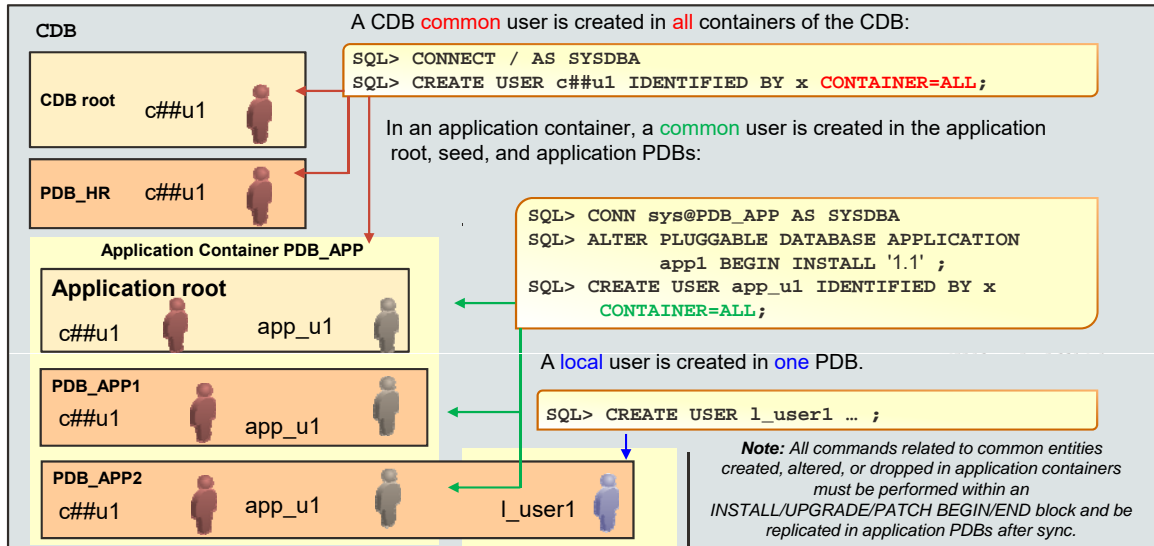 CDB
A CDB common user is created in all containers of the CDB:
SQL> CONNECT / AS SYSDBA
SQL> CREATE USER c##u1 IDENTIFIED BY x CONTAINER=ALL;
CDB root
c##u1
In an application container, a common user is created in the application
root, seed, and application PDBs:
PDB_HR
c##u1
SQL> CONN sys@PDB_APP AS SYSDBA
SQL> ALTER PLUGGABLE DATABASE APPLICATION
app1 BEGIN INSTALL '1.1' ;
SQL> CREATE USER app_u1 IDENTIFIED BY x
CONTAINER=ALL;
Application Container PDB_APP
Application root
c##u1
app_u1
A local user is created in one PDB.
SQL> CREATE USER l_user1 … ;
PDB_APP1
c##u1
app_u1
PDB_APP2
c##u1
app_u1
l_user1
Note: All commands related to common entities
created, altered, or dropped in application containers
must be performed within an
INSTALL/UPGRADE/PATCH BEGIN/END block and be
replicated in application PDBs after sync.